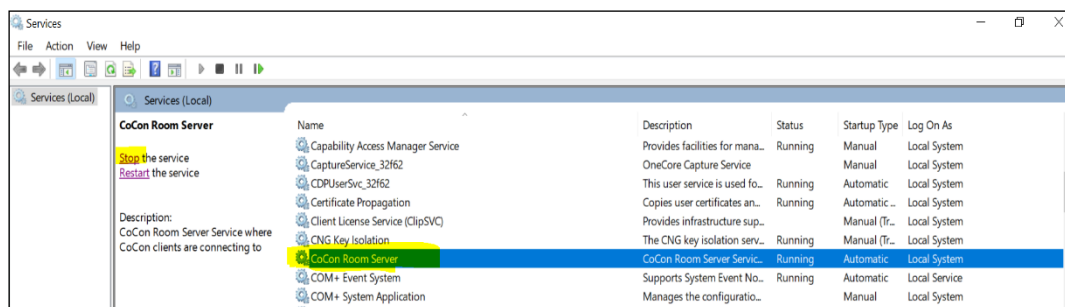 Services
File Action View Help
Services (Local)
Services (Local)
CoCon Room Server
Stop the service
Restart the service
Description:
CoCon Room Server Service where
CoCon clients are connecting to
Name Description Status Startup Type Log On As
Capability Access Manager Service Provides facilities for mana... Running Manual Local System
CaptureService_32f62 OneCore Capture Service Manual Local System
CDPUserSvc_32f62 This user service is used fo... Running Automatic Local System
Certificate Propagation Copies user certificates an... Running Automatic ... Local System
Client License Service (ClipSVC) Provides infrastructure sup... Manual (Tr... Local System
CNG Key Isolation The CNG key isolation serv... Running Manual (Tr... Local System
CoCon Room Server CoCon Room Server Servic... Running Automatic Local System
COM+ Event System Supports System Event No... Running Automatic Local Service
COM+ System Application Manages the configuratio... Manual Local System